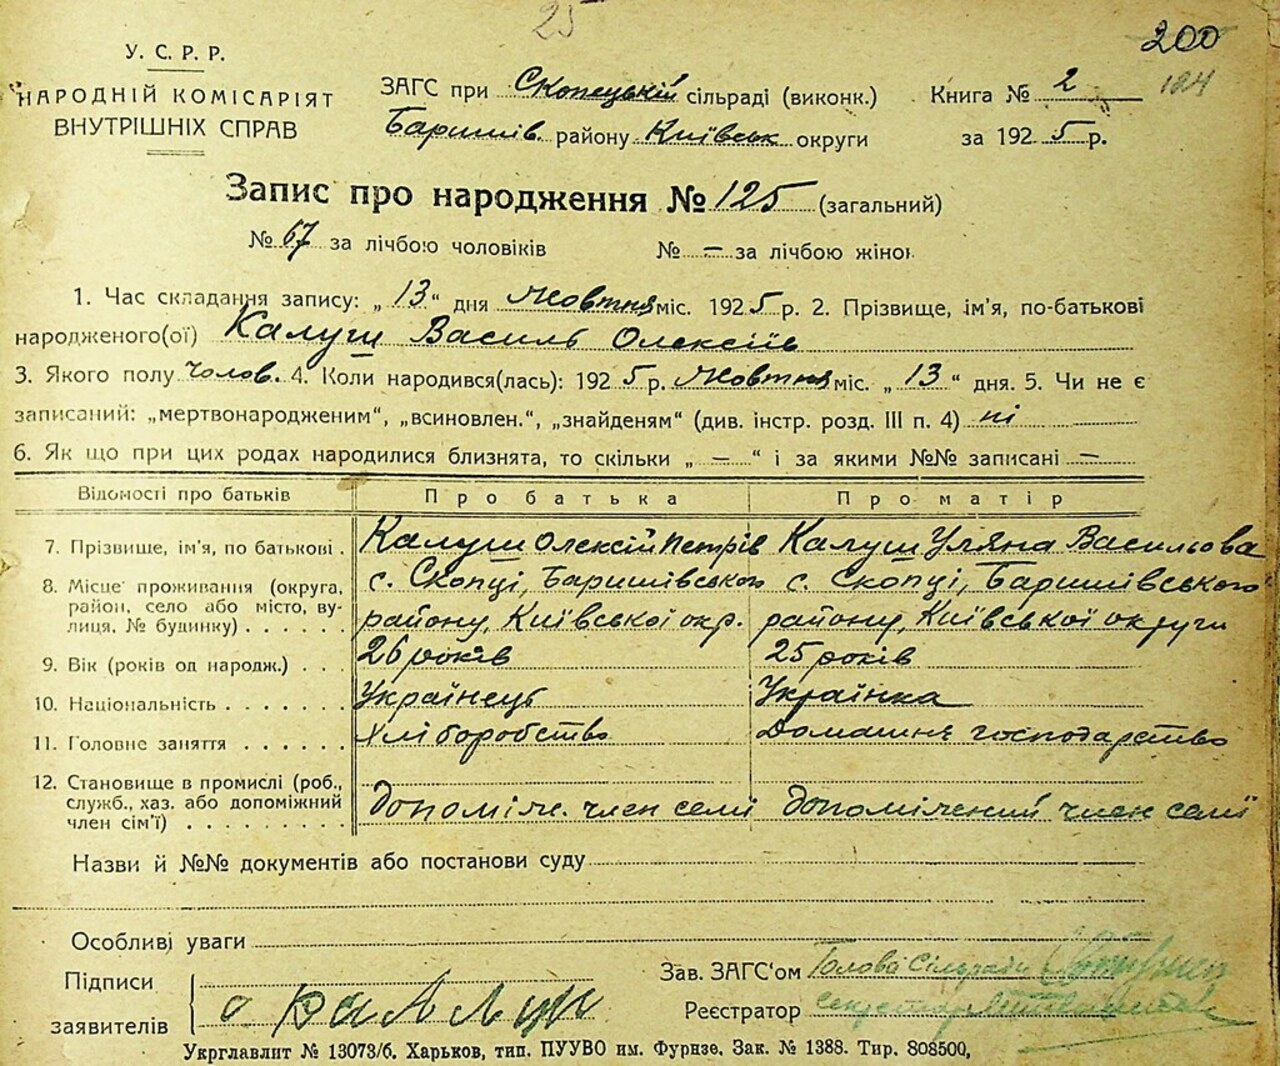 25
200
У. С. Р. Р.
НАРОДНІЙ КОМІСАРІЯТ
ВНУТРІШНІХ СПРАВ
ЗАГС при Скопецькій сільраді (виконк.)
Баришів. району Київськ округи
Книга № 2
184
за 1925 р.
Запис про народження № 125 (загальний)
№ 67 за лічбою чоловіків № — за лічбою жінок
1. Час складання запису: „13“ дня Жовтня міс. 1925 р. 2. Прізвище, ім'я, по-батькові
народженого(ої) Калуш Василь Олексіїв
3. Якого полу Чолов. 4. Коли народився(лась): 1925 р. Жовтня міс. „13“ дня. 5. Чи не є
записаний: „мертвонародженим“, „всиновлен.“, „знайденям“ (див. інстр. розд. III п. 4) ні
6. Як що при цих родах народилися близнята, то скільки „—“ і за якими №№ записані —
Відомості про батьків Про батька Про матір
7. Прізвище, ім'я, по батькові . Калуш Олексій Петрів Калуш Уляна Васильова
8. Місце проживання (округа, с. Скопці, Баришівського с. Скопці, Баришівського
район, село або місто, ву-
лиця, № будинку) . . . . . . району, Київської окр. району, Київської округи
9. Вік (років од народж.) . . . 26 років 25 років
10. Національність . . . . . . . Українець Українка
11. Головне заняття . . . . . . Хліборобство Домашнє господарство
12. Становище в промислі (роб.,
служб., хаз. або допоміжний допоміж. член семії допоміжний член семії
член сім'ї) . . . . . . . .
Назви й №№ документів або постанови суду
Особливі уваги
Підписи
заявителів
Зав. ЗАГС'ом Голова Сільради
Реєстратор секретар
Укрглавлит № 13073/б. Харьков, тип. ПУУВО им. Фрунзе. Зак. № 1388. Тир. 808500,